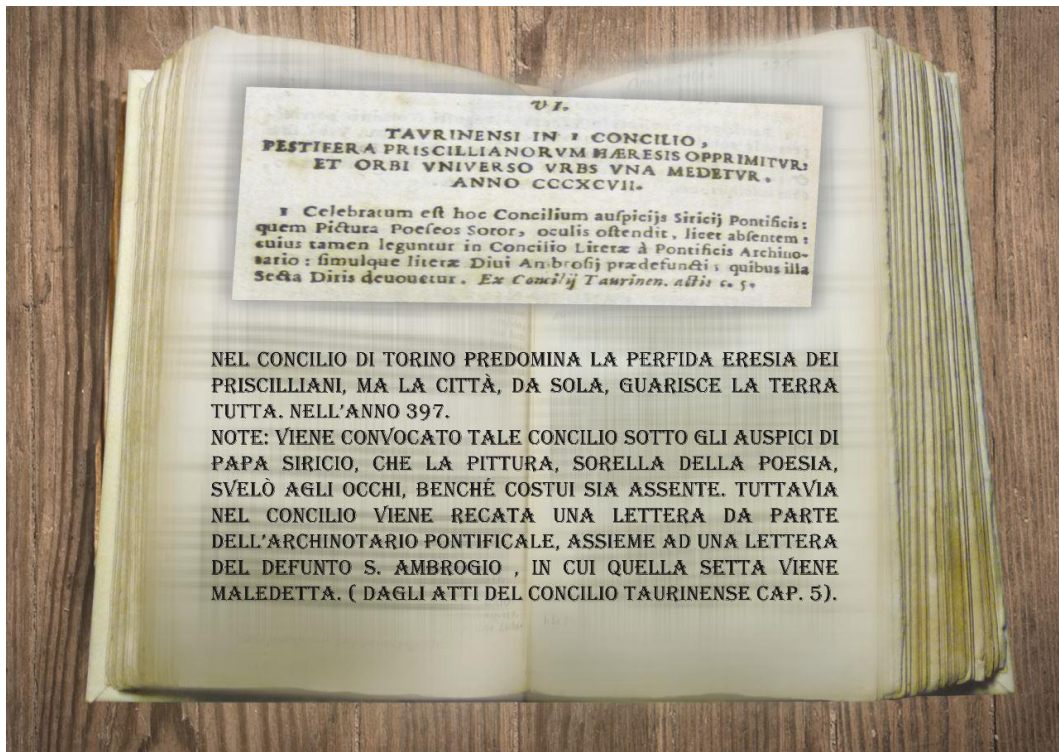 VI.
TAVRINENSI IN I CONCILIO,
PESTIFERA PRISCILLIANORVM HÆRESIS OPPRIMITVR;
ET ORBI VNIVERSO VRBS VNA MEDETVR.
ANNO CCCXCVII.
1 Celebratum eſt hoc Concilium auſpicijs Siricij Pontificis:
quem Pictura Poeſeos Soror, oculis oſtendit, licet abſentem:
cuius tamen leguntur in Concilio Literæ à Pontificis Archino-
tario: ſimulque literæ Diui Ambroſij prædefuncti; quibus illa
Secta Diris deuouetur. Ex Concilij Taurinen. actis c. 5.
NEL CONCILIO DI TORINO PREDOMINA LA PERFIDA ERESIA DEI
PRISCILLIANI, MA LA CITTÀ, DA SOLA, GUARISCE LA TERRA
TUTTA. NELL'ANNO 397.
NOTE: VIENE CONVOCATO TALE CONCILIO SOTTO GLI AUSPICI DI
PAPA SIRICIO, CHE LA PITTURA, SORELLA DELLA POESIA,
SVELÒ AGLI OCCHI, BENCHÉ COSTUI SIA ASSENTE. TUTTAVIA
NEL CONCILIO VIENE RECATA UNA LETTERA DA PARTE
DELL'ARCHINOTARIO PONTIFICALE, ASSIEME AD UNA LETTERA
DEL DEFUNTO S. AMBROGIO , IN CUI QUELLA SETTA VIENE
MALEDETTA. ( DAGLI ATTI DEL CONCILIO TAURINENSE CAP. 5).